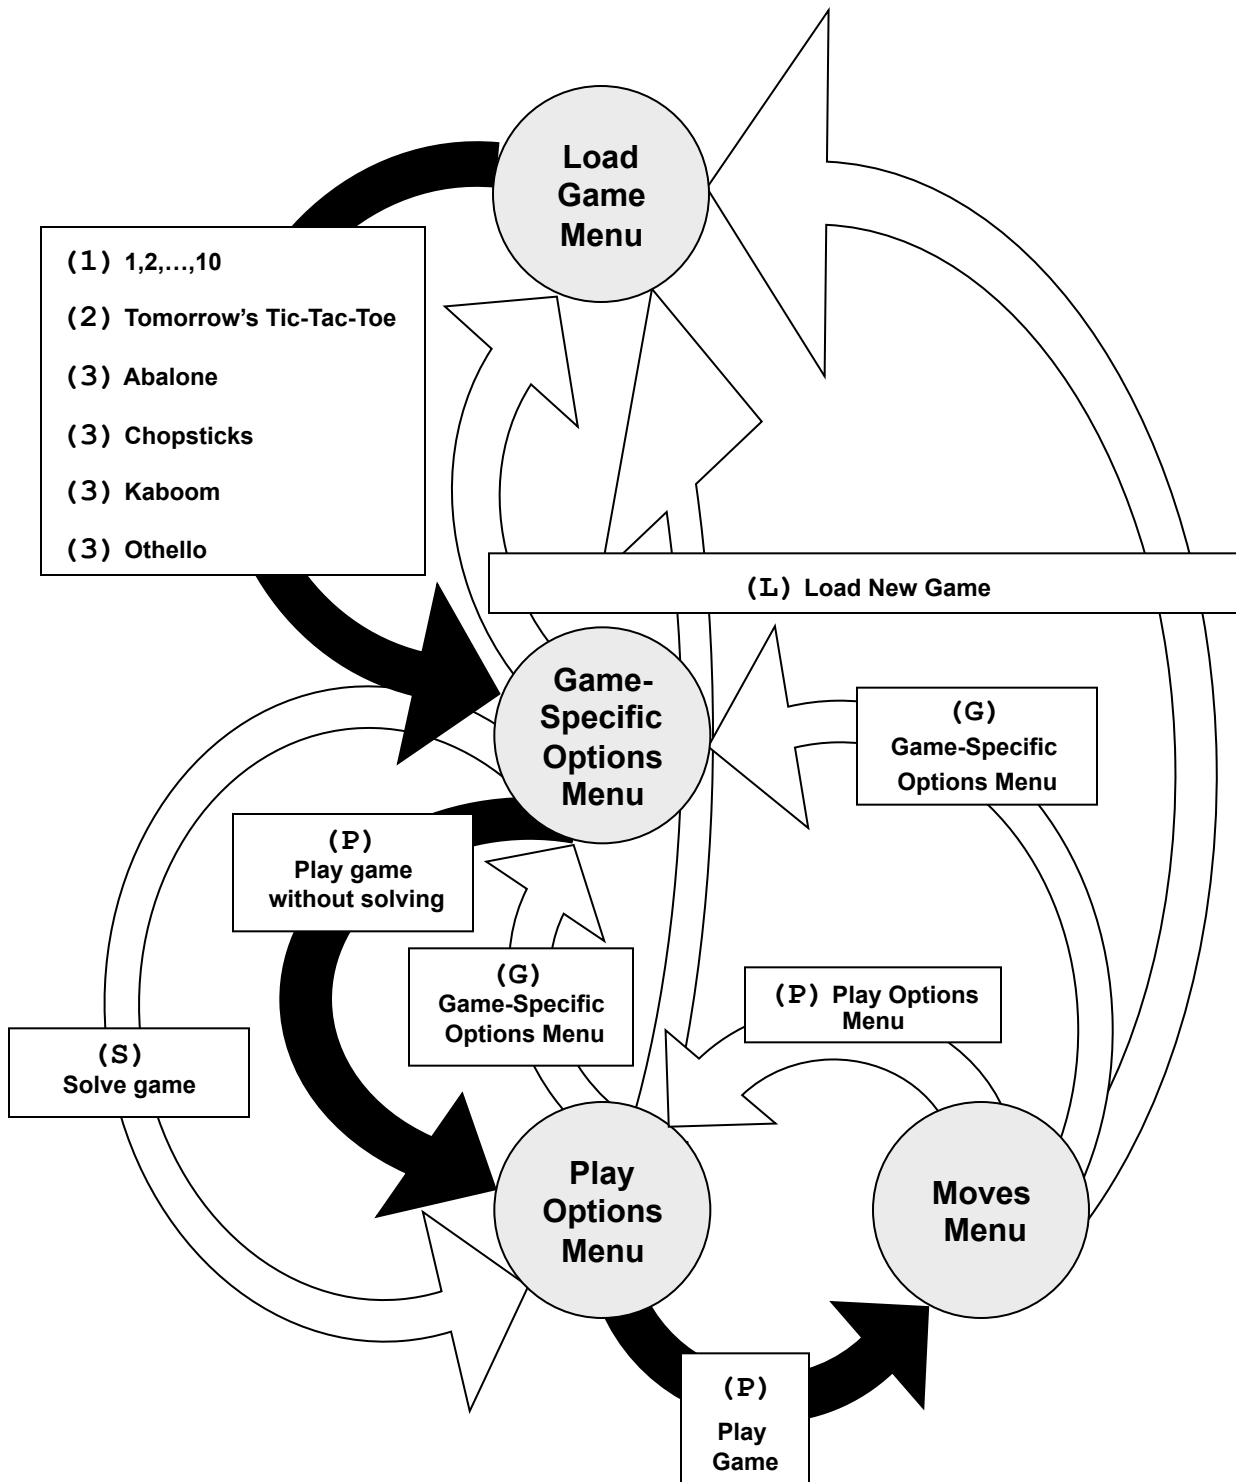 Load
Game
Menu
(1) 1,2,...,10
(2) Tomorrow's Tic-Tac-Toe
(3) Abalone
(3) Chopsticks
(3) Kaboom
(3) Othello
(L) Load New Game
Game-
Specific
Options
Menu
(G)
Game-Specific
Options Menu
(P)
Play game
without solving
(G)
Game-Specific
Options Menu
(P) Play Options
Menu
(S)
Solve game
Play
Options
Menu
Moves
Menu
(P)
Play
Game